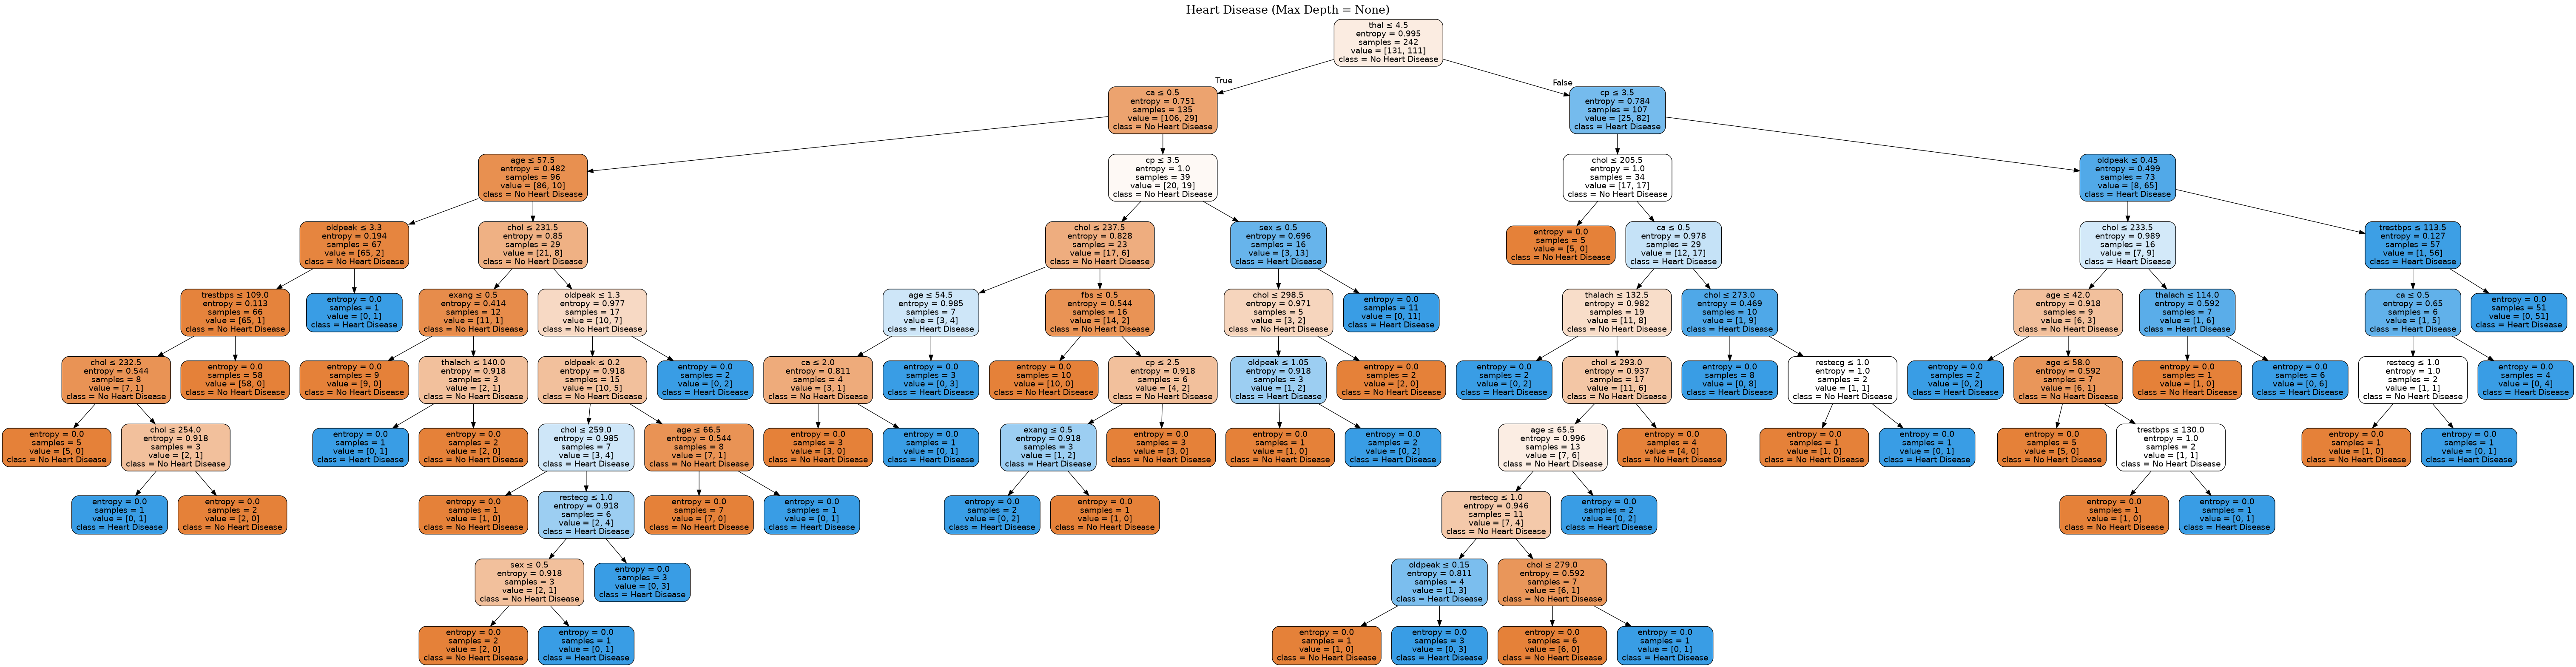 Heart Disease (Max Depth = None)
thal ≤ 4.5
entropy = 0.995
samples = 242
value = [131, 111]
class = No Heart Disease
True
False
ca ≤ 0.5
entropy = 0.751
samples = 135
value = [106, 29]
class = No Heart Disease
cp ≤ 3.5
entropy = 0.784
samples = 107
value = [25, 82]
class = Heart Disease
age ≤ 57.5
entropy = 0.482
samples = 96
value = [86, 10]
class = No Heart Disease
cp ≤ 3.5
entropy = 1.0
samples = 39
value = [20, 19]
class = No Heart Disease
chol ≤ 205.5
entropy = 1.0
samples = 34
value = [17, 17]
class = No Heart Disease
oldpeak ≤ 0.45
entropy = 0.499
samples = 73
value = [8, 65]
class = Heart Disease
oldpeak ≤ 3.3
entropy = 0.194
samples = 67
value = [65, 2]
class = No Heart Disease
chol ≤ 231.5
entropy = 0.85
samples = 29
value = [21, 8]
class = No Heart Disease
chol ≤ 237.5
entropy = 0.828
samples = 23
value = [17, 6]
class = No Heart Disease
sex ≤ 0.5
entropy = 0.696
samples = 16
value = [3, 13]
class = Heart Disease
entropy = 0.0
samples = 5
value = [5, 0]
class = No Heart Disease
ca ≤ 0.5
entropy = 0.978
samples = 29
value = [12, 17]
class = Heart Disease
chol ≤ 233.5
entropy = 0.989
samples = 16
value = [7, 9]
class = Heart Disease
trestbps ≤ 113.5
entropy = 0.127
samples = 57
value = [1, 56]
class = Heart Disease
trestbps ≤ 109.0
entropy = 0.113
samples = 66
value = [65, 1]
class = No Heart Disease
entropy = 0.0
samples = 1
value = [0, 1]
class = Heart Disease
exang ≤ 0.5
entropy = 0.414
samples = 12
value = [11, 1]
class = No Heart Disease
oldpeak ≤ 1.3
entropy = 0.977
samples = 17
value = [10, 7]
class = No Heart Disease
age ≤ 54.5
entropy = 0.985
samples = 7
value = [3, 4]
class = Heart Disease
fbs ≤ 0.5
entropy = 0.544
samples = 16
value = [14, 2]
class = No Heart Disease
chol ≤ 298.5
entropy = 0.971
samples = 5
value = [3, 2]
class = No Heart Disease
entropy = 0.0
samples = 11
value = [0, 11]
class = Heart Disease
thalach ≤ 132.5
entropy = 0.982
samples = 19
value = [11, 8]
class = No Heart Disease
chol ≤ 273.0
entropy = 0.469
samples = 10
value = [1, 9]
class = Heart Disease
age ≤ 42.0
entropy = 0.918
samples = 9
value = [6, 3]
class = No Heart Disease
thalach ≤ 114.0
entropy = 0.592
samples = 7
value = [1, 6]
class = Heart Disease
ca ≤ 0.5
entropy = 0.65
samples = 6
value = [1, 5]
class = Heart Disease
entropy = 0.0
samples = 51
value = [0, 51]
class = Heart Disease
chol ≤ 232.5
entropy = 0.544
samples = 8
value = [7, 1]
class = No Heart Disease
entropy = 0.0
samples = 58
value = [58, 0]
class = No Heart Disease
entropy = 0.0
samples = 9
value = [9, 0]
class = No Heart Disease
thalach ≤ 140.0
entropy = 0.918
samples = 3
value = [2, 1]
class = No Heart Disease
oldpeak ≤ 0.2
entropy = 0.918
samples = 15
value = [10, 5]
class = No Heart Disease
entropy = 0.0
samples = 2
value = [0, 2]
class = Heart Disease
ca ≤ 2.0
entropy = 0.811
samples = 4
value = [3, 1]
class = No Heart Disease
entropy = 0.0
samples = 3
value = [0, 3]
class = Heart Disease
entropy = 0.0
samples = 10
value = [10, 0]
class = No Heart Disease
cp ≤ 2.5
entropy = 0.918
samples = 6
value = [4, 2]
class = No Heart Disease
oldpeak ≤ 1.05
entropy = 0.918
samples = 3
value = [1, 2]
class = Heart Disease
entropy = 0.0
samples = 2
value = [2, 0]
class = No Heart Disease
entropy = 0.0
samples = 2
value = [0, 2]
class = Heart Disease
chol ≤ 293.0
entropy = 0.937
samples = 17
value = [11, 6]
class = No Heart Disease
entropy = 0.0
samples = 8
value = [0, 8]
class = Heart Disease
restecg ≤ 1.0
entropy = 1.0
samples = 2
value = [1, 1]
class = No Heart Disease
entropy = 0.0
samples = 2
value = [0, 2]
class = Heart Disease
age ≤ 58.0
entropy = 0.592
samples = 7
value = [6, 1]
class = No Heart Disease
entropy = 0.0
samples = 1
value = [1, 0]
class = No Heart Disease
entropy = 0.0
samples = 6
value = [0, 6]
class = Heart Disease
restecg ≤ 1.0
entropy = 1.0
samples = 2
value = [1, 1]
class = No Heart Disease
entropy = 0.0
samples = 4
value = [0, 4]
class = Heart Disease
entropy = 0.0
samples = 5
value = [5, 0]
class = No Heart Disease
chol ≤ 254.0
entropy = 0.918
samples = 3
value = [2, 1]
class = No Heart Disease
entropy = 0.0
samples = 1
value = [0, 1]
class = Heart Disease
entropy = 0.0
samples = 2
value = [2, 0]
class = No Heart Disease
chol ≤ 259.0
entropy = 0.985
samples = 7
value = [3, 4]
class = Heart Disease
age ≤ 66.5
entropy = 0.544
samples = 8
value = [7, 1]
class = No Heart Disease
entropy = 0.0
samples = 3
value = [3, 0]
class = No Heart Disease
entropy = 0.0
samples = 1
value = [0, 1]
class = Heart Disease
exang ≤ 0.5
entropy = 0.918
samples = 3
value = [1, 2]
class = Heart Disease
entropy = 0.0
samples = 3
value = [3, 0]
class = No Heart Disease
entropy = 0.0
samples = 1
value = [1, 0]
class = No Heart Disease
entropy = 0.0
samples = 2
value = [0, 2]
class = Heart Disease
age ≤ 65.5
entropy = 0.996
samples = 13
value = [7, 6]
class = No Heart Disease
entropy = 0.0
samples = 4
value = [4, 0]
class = No Heart Disease
entropy = 0.0
samples = 1
value = [1, 0]
class = No Heart Disease
entropy = 0.0
samples = 1
value = [0, 1]
class = Heart Disease
entropy = 0.0
samples = 5
value = [5, 0]
class = No Heart Disease
trestbps ≤ 130.0
entropy = 1.0
samples = 2
value = [1, 1]
class = No Heart Disease
entropy = 0.0
samples = 1
value = [1, 0]
class = No Heart Disease
entropy = 0.0
samples = 1
value = [0, 1]
class = Heart Disease
entropy = 0.0
samples = 1
value = [0, 1]
class = Heart Disease
entropy = 0.0
samples = 2
value = [2, 0]
class = No Heart Disease
entropy = 0.0
samples = 1
value = [1, 0]
class = No Heart Disease
restecg ≤ 1.0
entropy = 0.918
samples = 6
value = [2, 4]
class = Heart Disease
entropy = 0.0
samples = 7
value = [7, 0]
class = No Heart Disease
entropy = 0.0
samples = 1
value = [0, 1]
class = Heart Disease
entropy = 0.0
samples = 2
value = [0, 2]
class = Heart Disease
entropy = 0.0
samples = 1
value = [1, 0]
class = No Heart Disease
restecg ≤ 1.0
entropy = 0.946
samples = 11
value = [7, 4]
class = No Heart Disease
entropy = 0.0
samples = 2
value = [0, 2]
class = Heart Disease
entropy = 0.0
samples = 1
value = [1, 0]
class = No Heart Disease
entropy = 0.0
samples = 1
value = [0, 1]
class = Heart Disease
sex ≤ 0.5
entropy = 0.918
samples = 3
value = [2, 1]
class = No Heart Disease
entropy = 0.0
samples = 3
value = [0, 3]
class = Heart Disease
oldpeak ≤ 0.15
entropy = 0.811
samples = 4
value = [1, 3]
class = Heart Disease
chol ≤ 279.0
entropy = 0.592
samples = 7
value = [6, 1]
class = No Heart Disease
entropy = 0.0
samples = 2
value = [2, 0]
class = No Heart Disease
entropy = 0.0
samples = 1
value = [0, 1]
class = Heart Disease
entropy = 0.0
samples = 1
value = [1, 0]
class = No Heart Disease
entropy = 0.0
samples = 3
value = [0, 3]
class = Heart Disease
entropy = 0.0
samples = 6
value = [6, 0]
class = No Heart Disease
entropy = 0.0
samples = 1
value = [0, 1]
class = Heart Disease